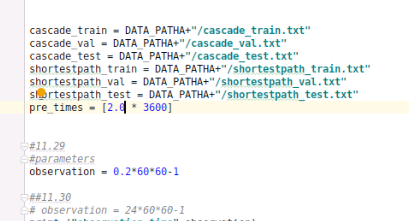 cascade_train = DATA_PATHA+"/cascade_train.txt"
cascade_val = DATA_PATHA+"/cascade_val.txt"
cascade_test = DATA_PATHA+"/cascade_test.txt"
shortestpath_train = DATA_PATHA+"/shortestpath_train.txt"
shortestpath_val = DATA_PATHA+"/shortestpath_val.txt"
shortestpath_test = DATA_PATHA+"/shortestpath_test.txt"
pre_times = [2.0 * 3600]
#11.29
#parameters
observation = 0.2*60*60-1
##11.30
# observation = 24*60*60-1